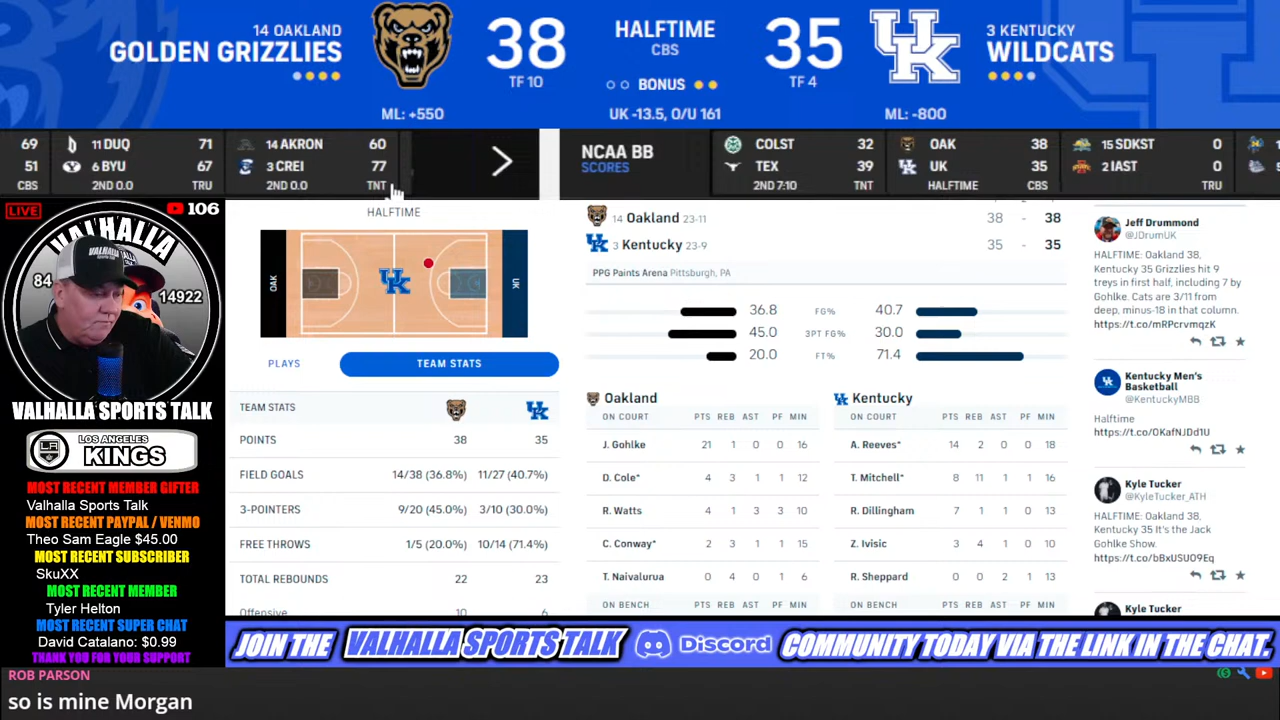 14 OAKLAND
GOLDEN GRIZZLIES
38
TF 10
HALFTIME
CBS
BONUS
35
TF 4
3 KENTUCKY
WILDCATS
ML: +550
UK -13.5, O/U 161
ML: -800
69
51
CBS
11 DUQ 71
6 BYU 67
2ND 0.0 TRU
14 AKRON 60
3 CREI 77
2ND 0.0 TNT
NCAA BB
SCORES
COLST 32
TEX 39
2ND 7:10 TNT
OAK 38
UK 35
HALFTIME CBS
15 SDKST 0
2 IAST 0
TRU
LIVE
106
VALHALLA
84
14922
VALHALLA SPORTS TALK
LOS ANGELES
KINGS
MOST RECENT MEMBER GIFTER
Valhalla Sports Talk
MOST RECENT PAYPAL / VENMO
Theo Sam Eagle $45.00
MOST RECENT SUBSCRIBER
SkuXX
MOST RECENT MEMBER
Tyler Helton
MOST RECENT SUPER CHAT
David Catalano: $0.99
THANK YOU FOR YOUR SUPPORT
HALFTIME
OAK
UK
UK
PLAYS
TEAM STATS
TEAM STATS
POINTS 38 35
FIELD GOALS 14/38 (36.8%) 11/27 (40.7%)
3-POINTERS 9/20 (45.0%) 3/10 (30.0%)
FREE THROWS 1/5 (20.0%) 10/14 (71.4%)
TOTAL REBOUNDS 22 23
Offensive 10 6
14 Oakland 23-11 38 - 38
3 Kentucky 23-9 35 - 35
PPG Paints Arena Pittsburgh, PA
36.8 FG% 40.7
45.0 3PT FG% 30.0
20.0 FT% 71.4
Oakland
ON COURT PTS REB AST PF MIN
J. Gohlke 21 1 0 0 16
D. Cole* 4 3 1 1 12
R. Watts 4 1 3 3 10
C. Conway* 2 3 1 1 15
T. Naivalurua 0 4 0 1 6
ON BENCH PTS REB AST PF MIN
Kentucky
ON COURT PTS REB AST PF MIN
A. Reeves* 14 2 0 0 18
T. Mitchell* 8 11 1 1 16
R. Dillingham 7 1 1 0 13
Z. Ivisic 3 4 1 0 10
R. Sheppard 0 0 2 1 13
ON BENCH PTS REB AST PF MIN
Jeff Drummond
@JDrumUK
HALFTIME: Oakland 38,
Kentucky 35 Grizzlies hit 9
treys in first half, including 7 by
Gohlke. Cats are 3/11 from
deep, minus-18 in that column.
https://t.co/mRPcrvmqzK
Kentucky Men's
Basketball
@KentuckyMBB
Halftime
https://t.co/OKafNJDd1U
Kyle Tucker
@KyleTucker_ATH
HALFTIME: Oakland 38,
Kentucky 35 It's the Jack
Gohlke Show.
https://t.co/bBxUSUO9Eq
Kyle Tucker
JOIN THE VALHALLA SPORTS TALK Discord COMMUNITY TODAY VIA THE LINK IN THE CHAT.
ROB PARSON
so is mine Morgan